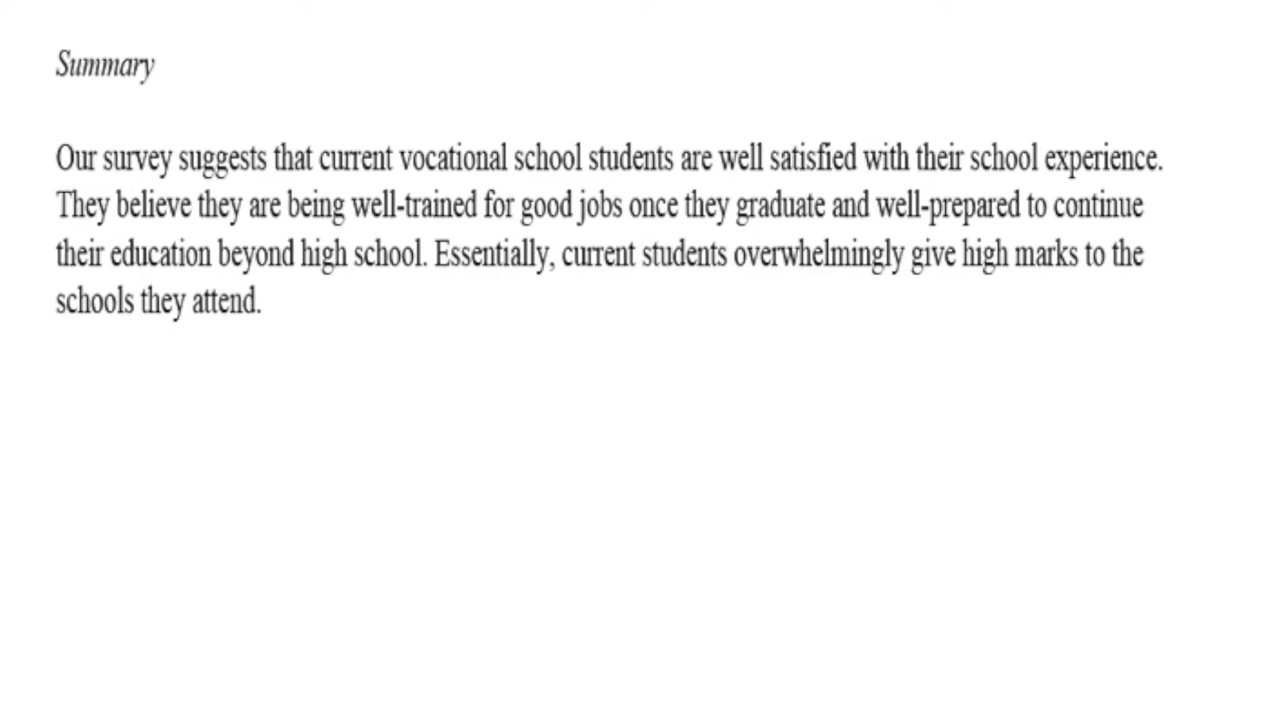 Summary
Our survey suggests that current vocational school students are well satisfied with their school experience.
They believe they are being well-trained for good jobs once they graduate and well-prepared to continue
their education beyond high school. Essentially, current students overwhelmingly give high marks to the
schools they attend.